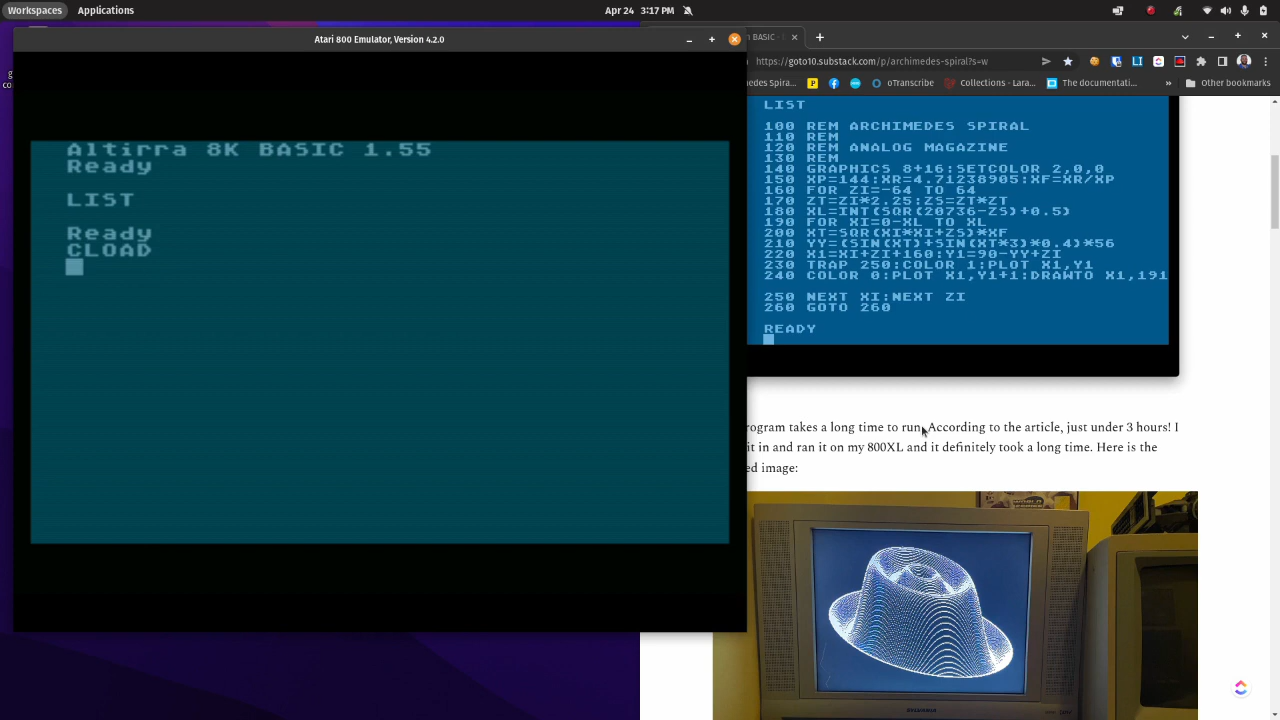 Workspaces
Applications
Apr 24 3:17 PM
Atari 800 Emulator, Version 4.2.0
BASIC -
https://goto10.substack.com/p/archimedes-spiral?s=w
medes Spira...
oTranscribe
Collections - Lara...
The documentati...
Other bookmarks
Altirra 8K BASIC 1.55
Ready
LIST
Ready
CLOAD
LIST
100 REM ARCHIMEDES SPIRAL
110 REM
120 REM ANALOG MAGAZINE
130 REM
140 GRAPHICS 8+16:SETCOLOR 2,0,0
150 XP=144:XR=4.71238905:XF=XR/XP
160 FOR ZI=-64 TO 64
170 ZT=ZI*2.25:ZS=ZT*ZT
180 XL=INT(SQR(20736-ZS)+0.5)
190 FOR XI=0-XL TO XL
200 XT=SQR(XI*XI+ZS)*XF
210 YY=(SIN(XT)+SIN(XT*3)*0.4)*56
220 X1=XI+ZI+160:Y1=90-YY+ZI
230 TRAP 250:COLOR 1:PLOT X1,Y1
240 COLOR 0:PLOT X1,Y1+1:DRAWTO X1,191
250 NEXT XI:NEXT ZI
260 GOTO 260
READY
rogram takes a long time to run. According to the article, just under 3 hours! I
it in and ran it on my 800XL and it definitely took a long time. Here is the
ed image: